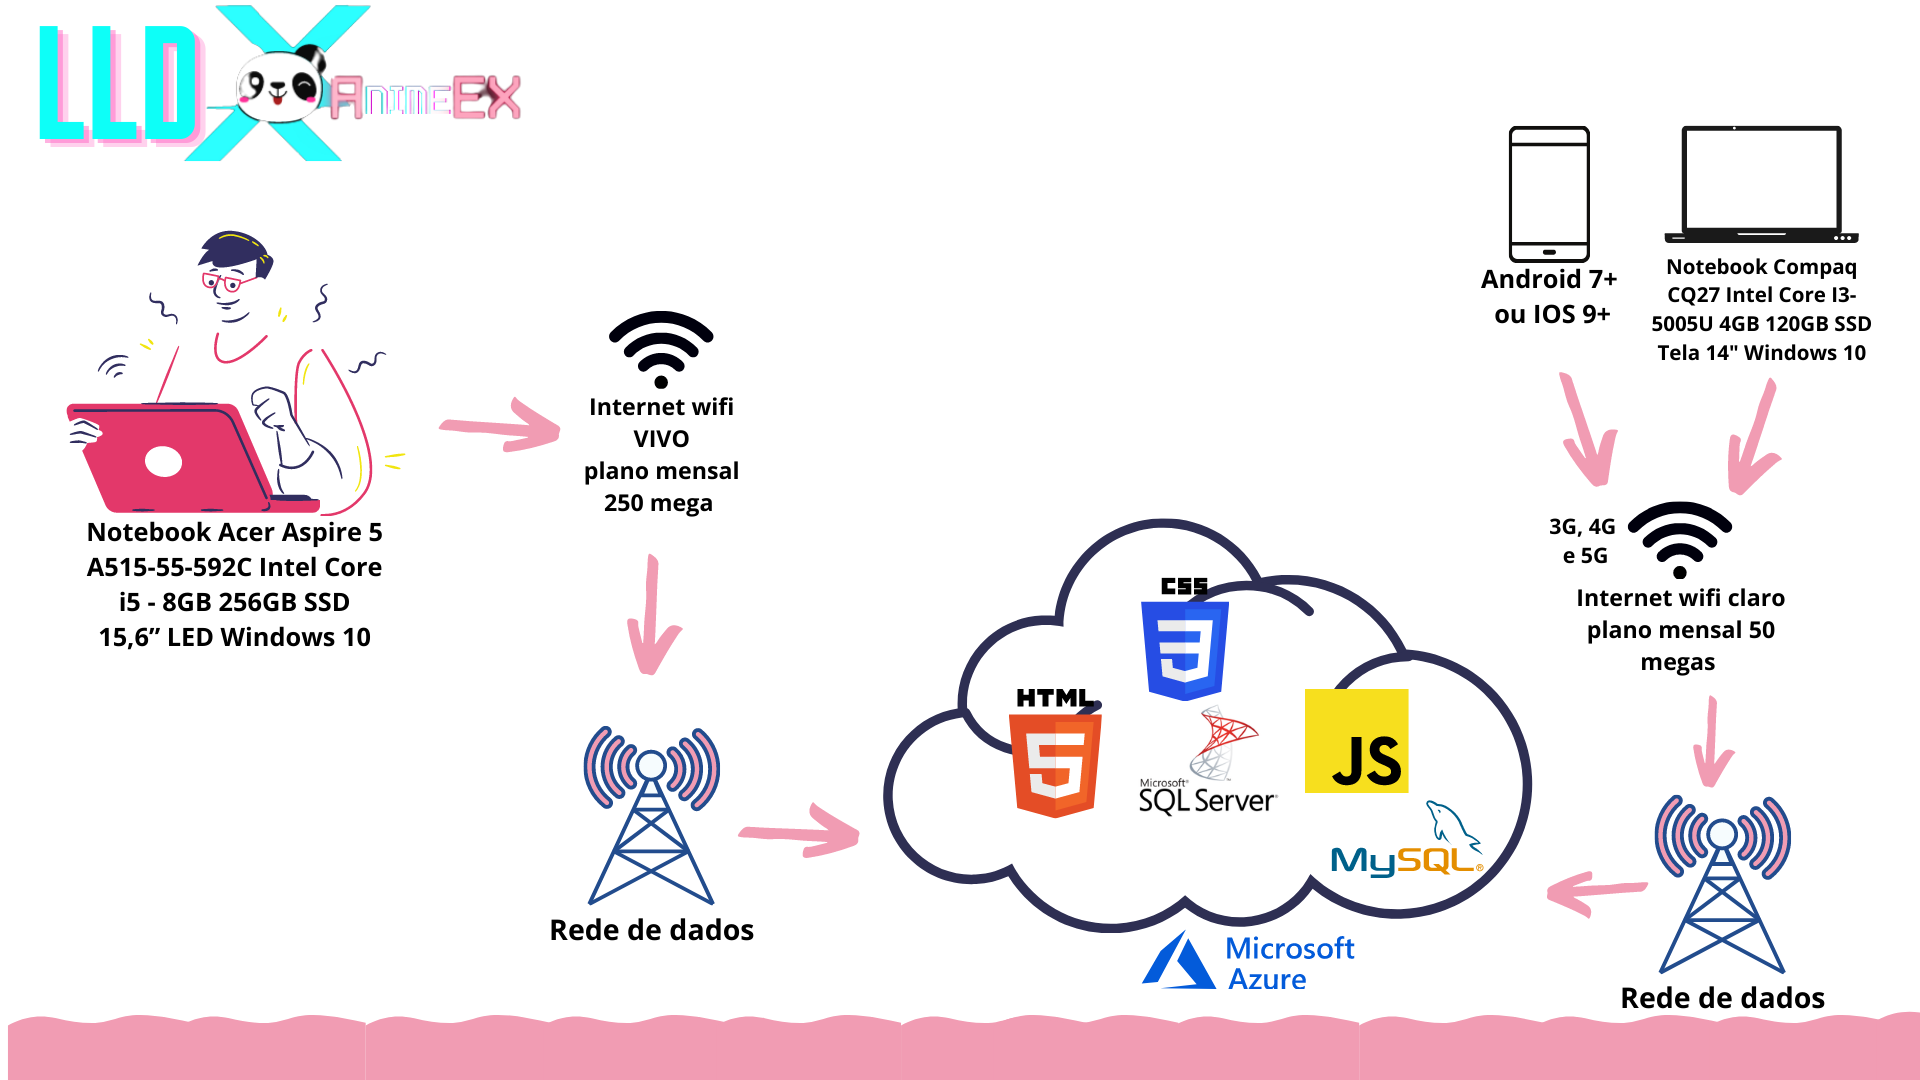 LLD
X
AnimeEX
Notebook Acer Aspire 5
A515-55-592C Intel Core
i5 - 8GB 256GB SSD
15,6” LED Windows 10
Internet wifi
VIVO
plano mensal
250 mega
Rede de dados
CSS
3
HTML
5
Microsoft®
SQL Server®
JS
MySQL®
Microsoft
Azure
Android 7+
ou IOS 9+
Notebook Compaq
CQ27 Intel Core I3-
5005U 4GB 120GB SSD
Tela 14" Windows 10
3G, 4G
e 5G
Internet wifi claro
plano mensal 50
megas
Rede de dados